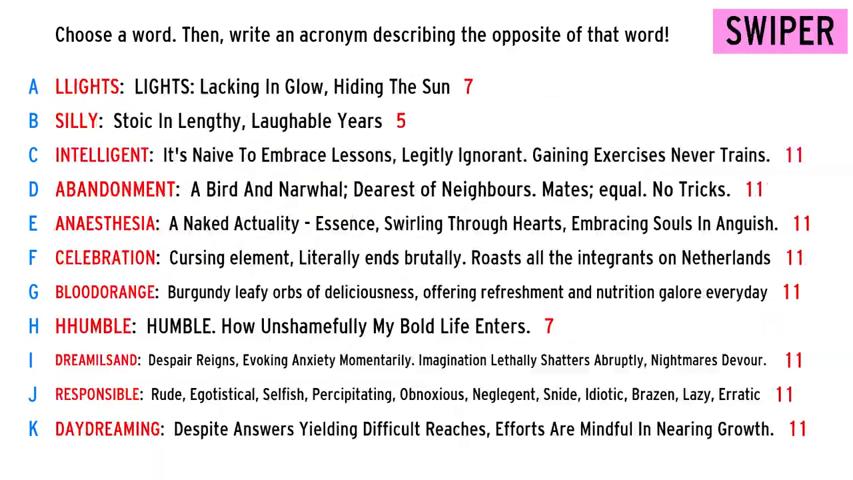 Choose a word. Then, write an acronym describing the opposite of that word!
SWIPER
A LLIGHTS: LIGHTS: Lacking In Glow, Hiding The Sun 7
B SILLY: Stoic In Lengthy, Laughable Years 5
C INTELLIGENT: It's Naive To Embrace Lessons, Legitly Ignorant. Gaining Exercises Never Trains. 11
D ABANDONMENT: A Bird And Narwhal; Dearest of Neighbours. Mates; equal. No Tricks. 11
E ANAESTHESIA: A Naked Actuality - Essence, Swirling Through Hearts, Embracing Souls In Anguish. 11
F CELEBRATION: Cursing element, Literally ends brutally. Roasts all the integrants on Netherlands 11
G BLOODORANGE: Burgundy leafy orbs of deliciousness, offering refreshment and nutrition galore everyday 11
H HHUMBLE: HUMBLE. How Unshamefully My Bold Life Enters. 7
I DREAMILSAND: Despair Reigns, Evoking Anxiety Momentarily. Imagination Lethally Shatters Abruptly, Nightmares Devour. 11
J RESPONSIBLE: Rude, Egotistical, Selfish, Percipitating, Obnoxious, Neglegent, Snide, Idiotic, Brazen, Lazy, Erratic 11
K DAYDREAMING: Despite Answers Yielding Difficult Reaches, Efforts Are Mindful In Nearing Growth. 11